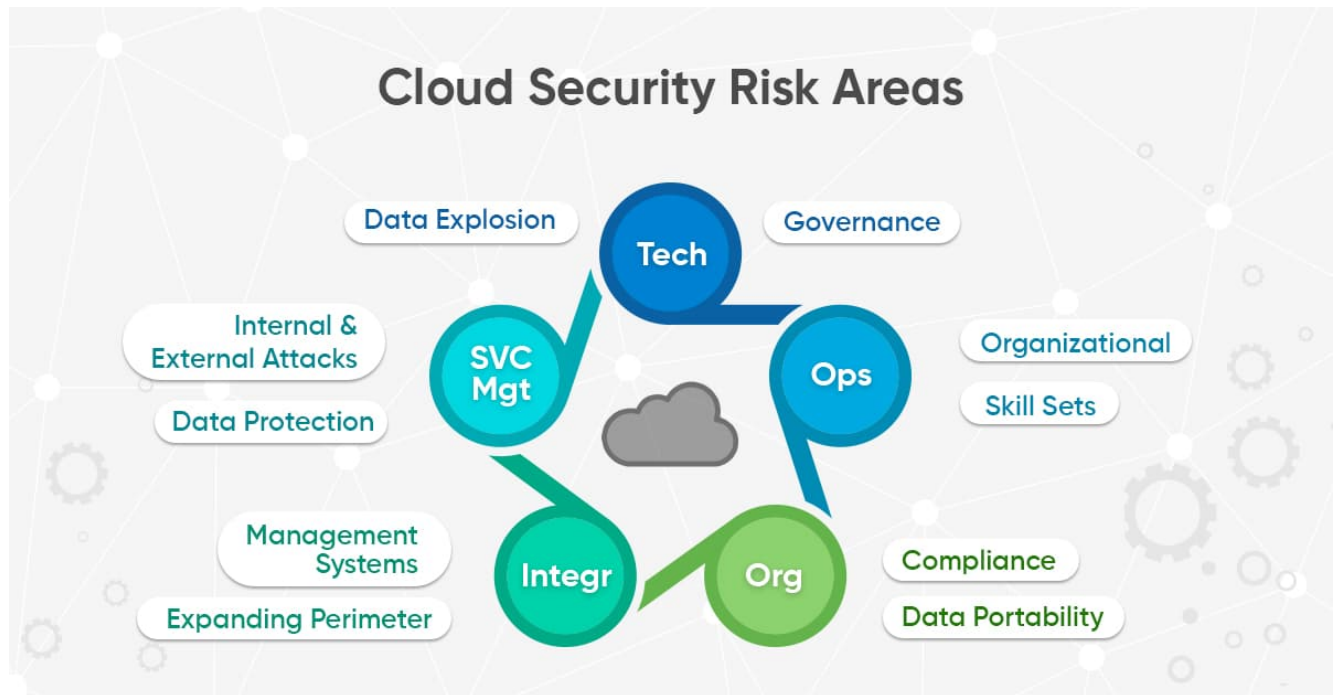 Cloud Security Risk Areas
Data Explosion
Tech
Governance
Internal &
External Attacks
SVC
Mgt
Ops
Organizational
Data Protection
Skill Sets
Management
Systems
Integr
Org
Compliance
Expanding Perimeter
Data Portability